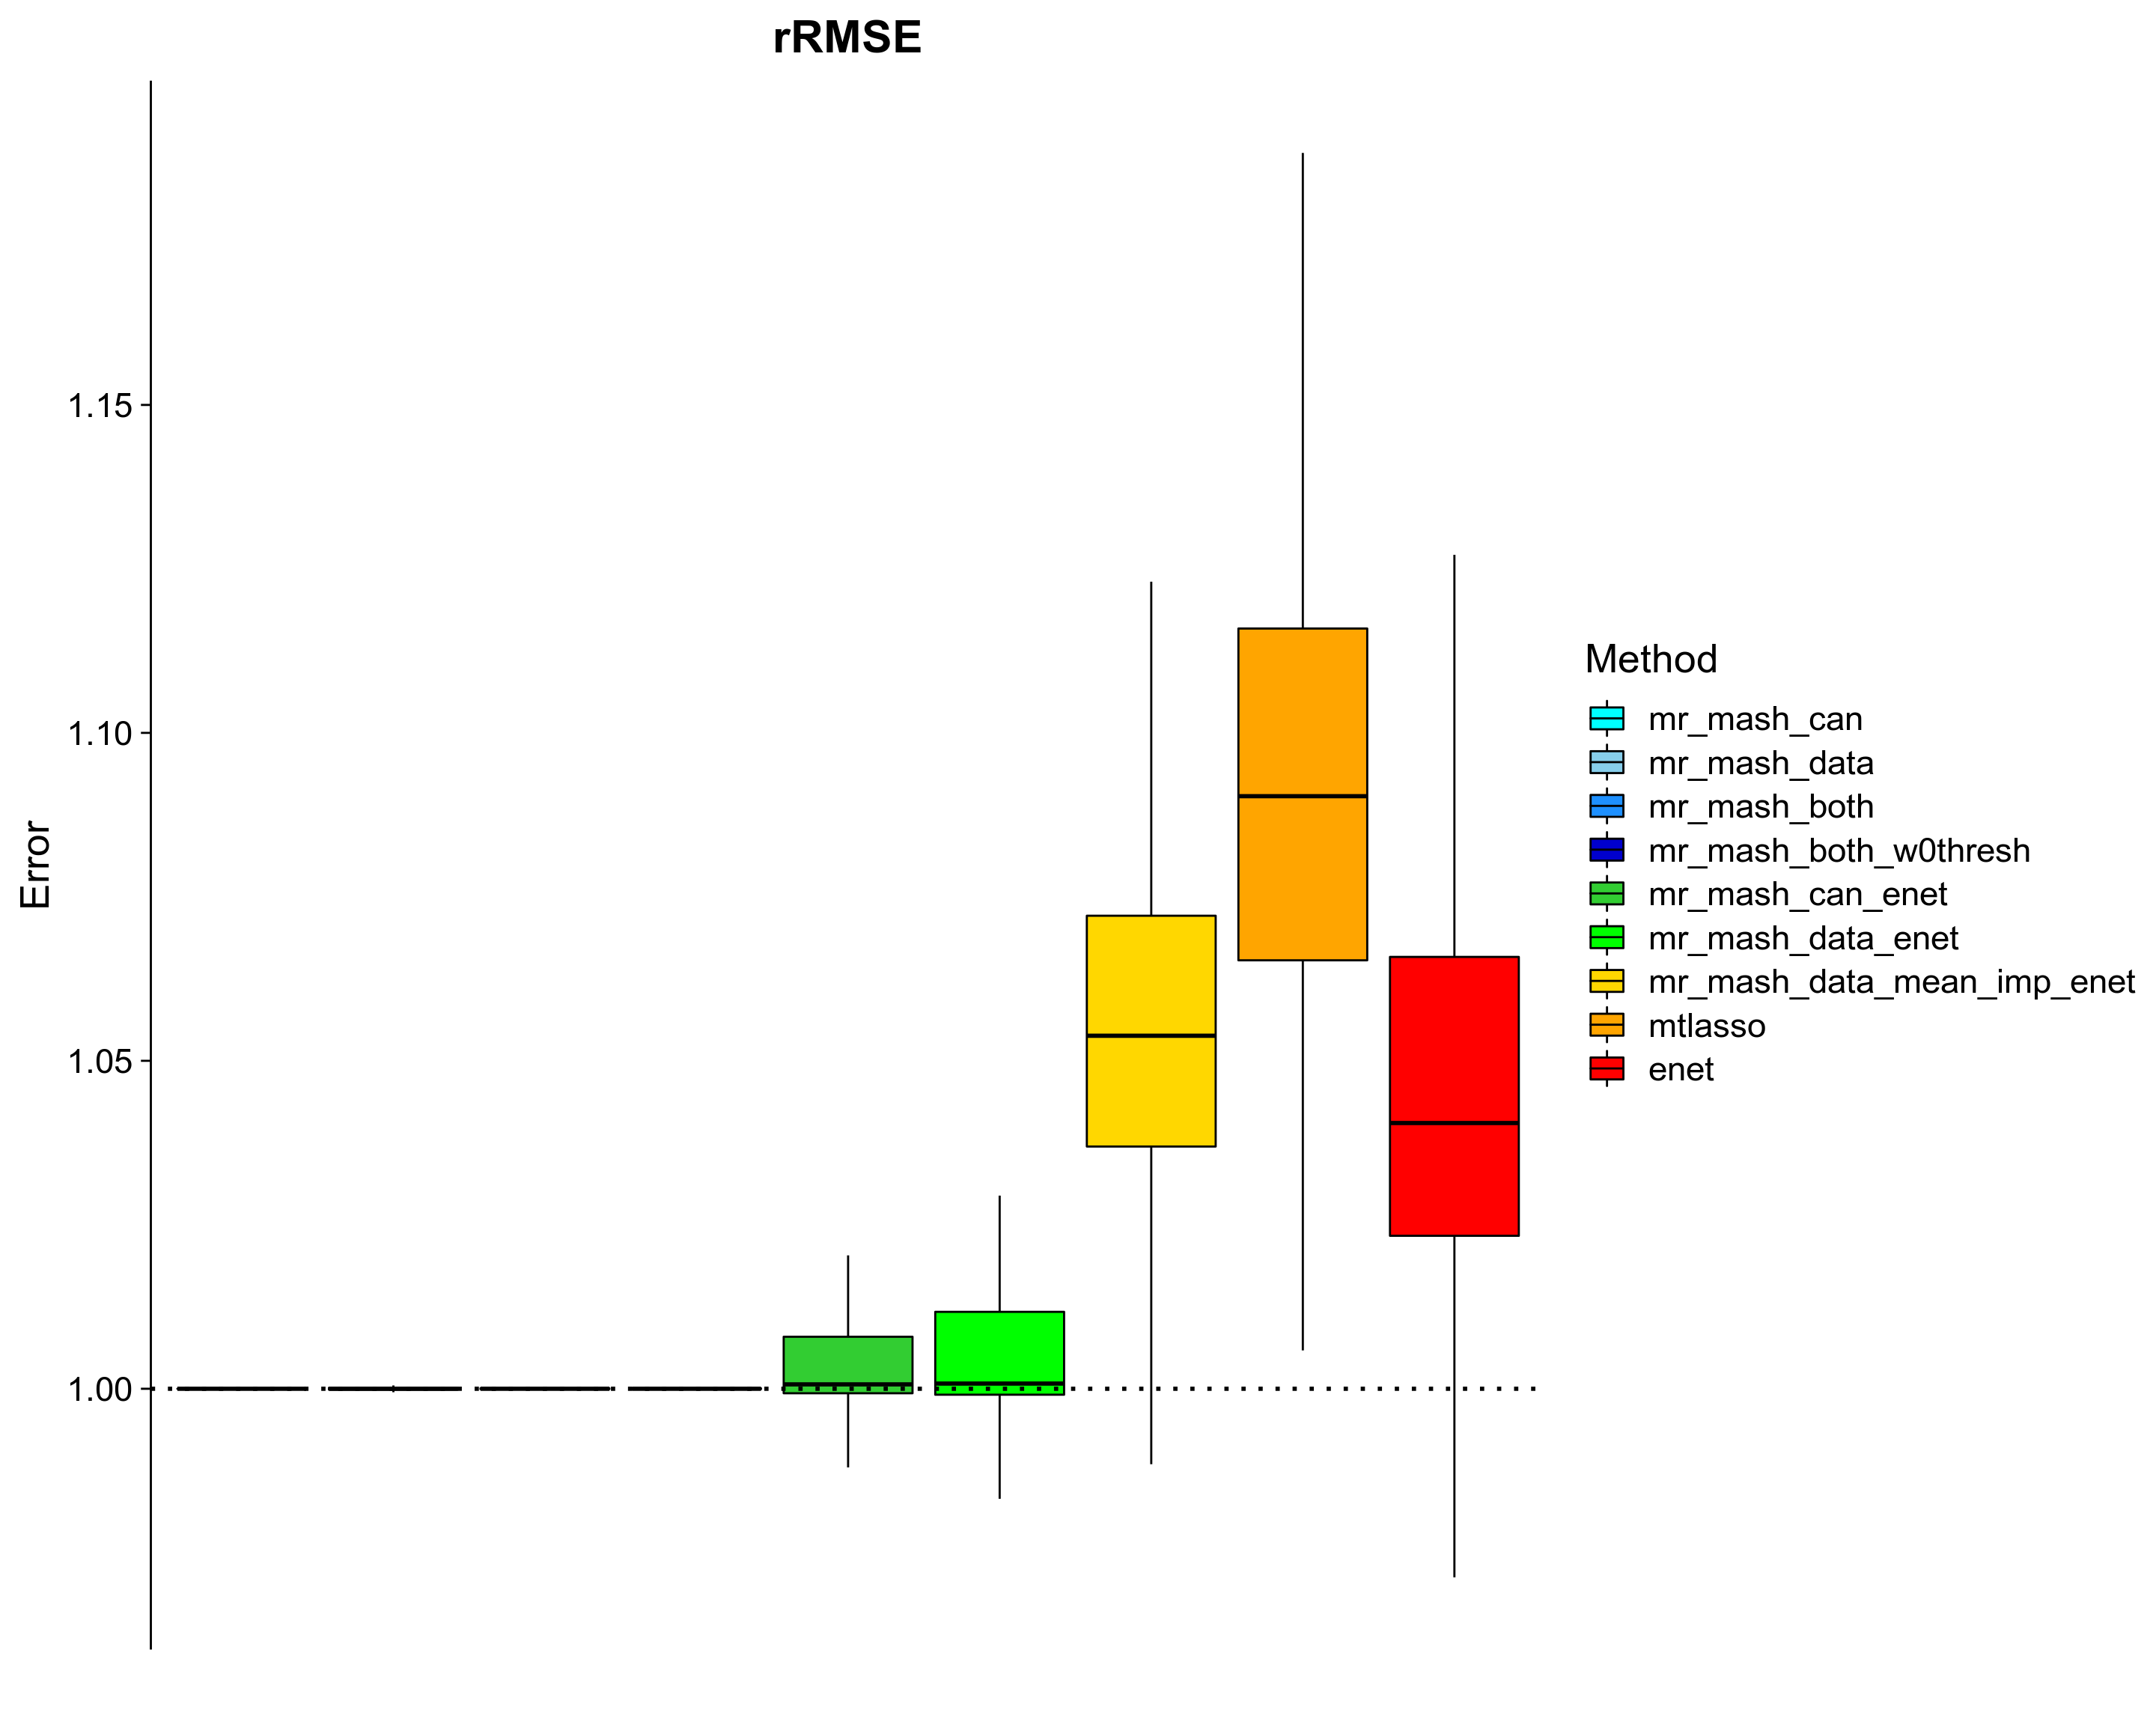 rRMSE
Error
1.15
1.10
1.05
1.00
Method
mr_mash_can
mr_mash_data
mr_mash_both
mr_mash_both_w0thresh
mr_mash_can_enet
mr_mash_data_enet
mr_mash_data_mean_imp_enet
mtlasso
enet